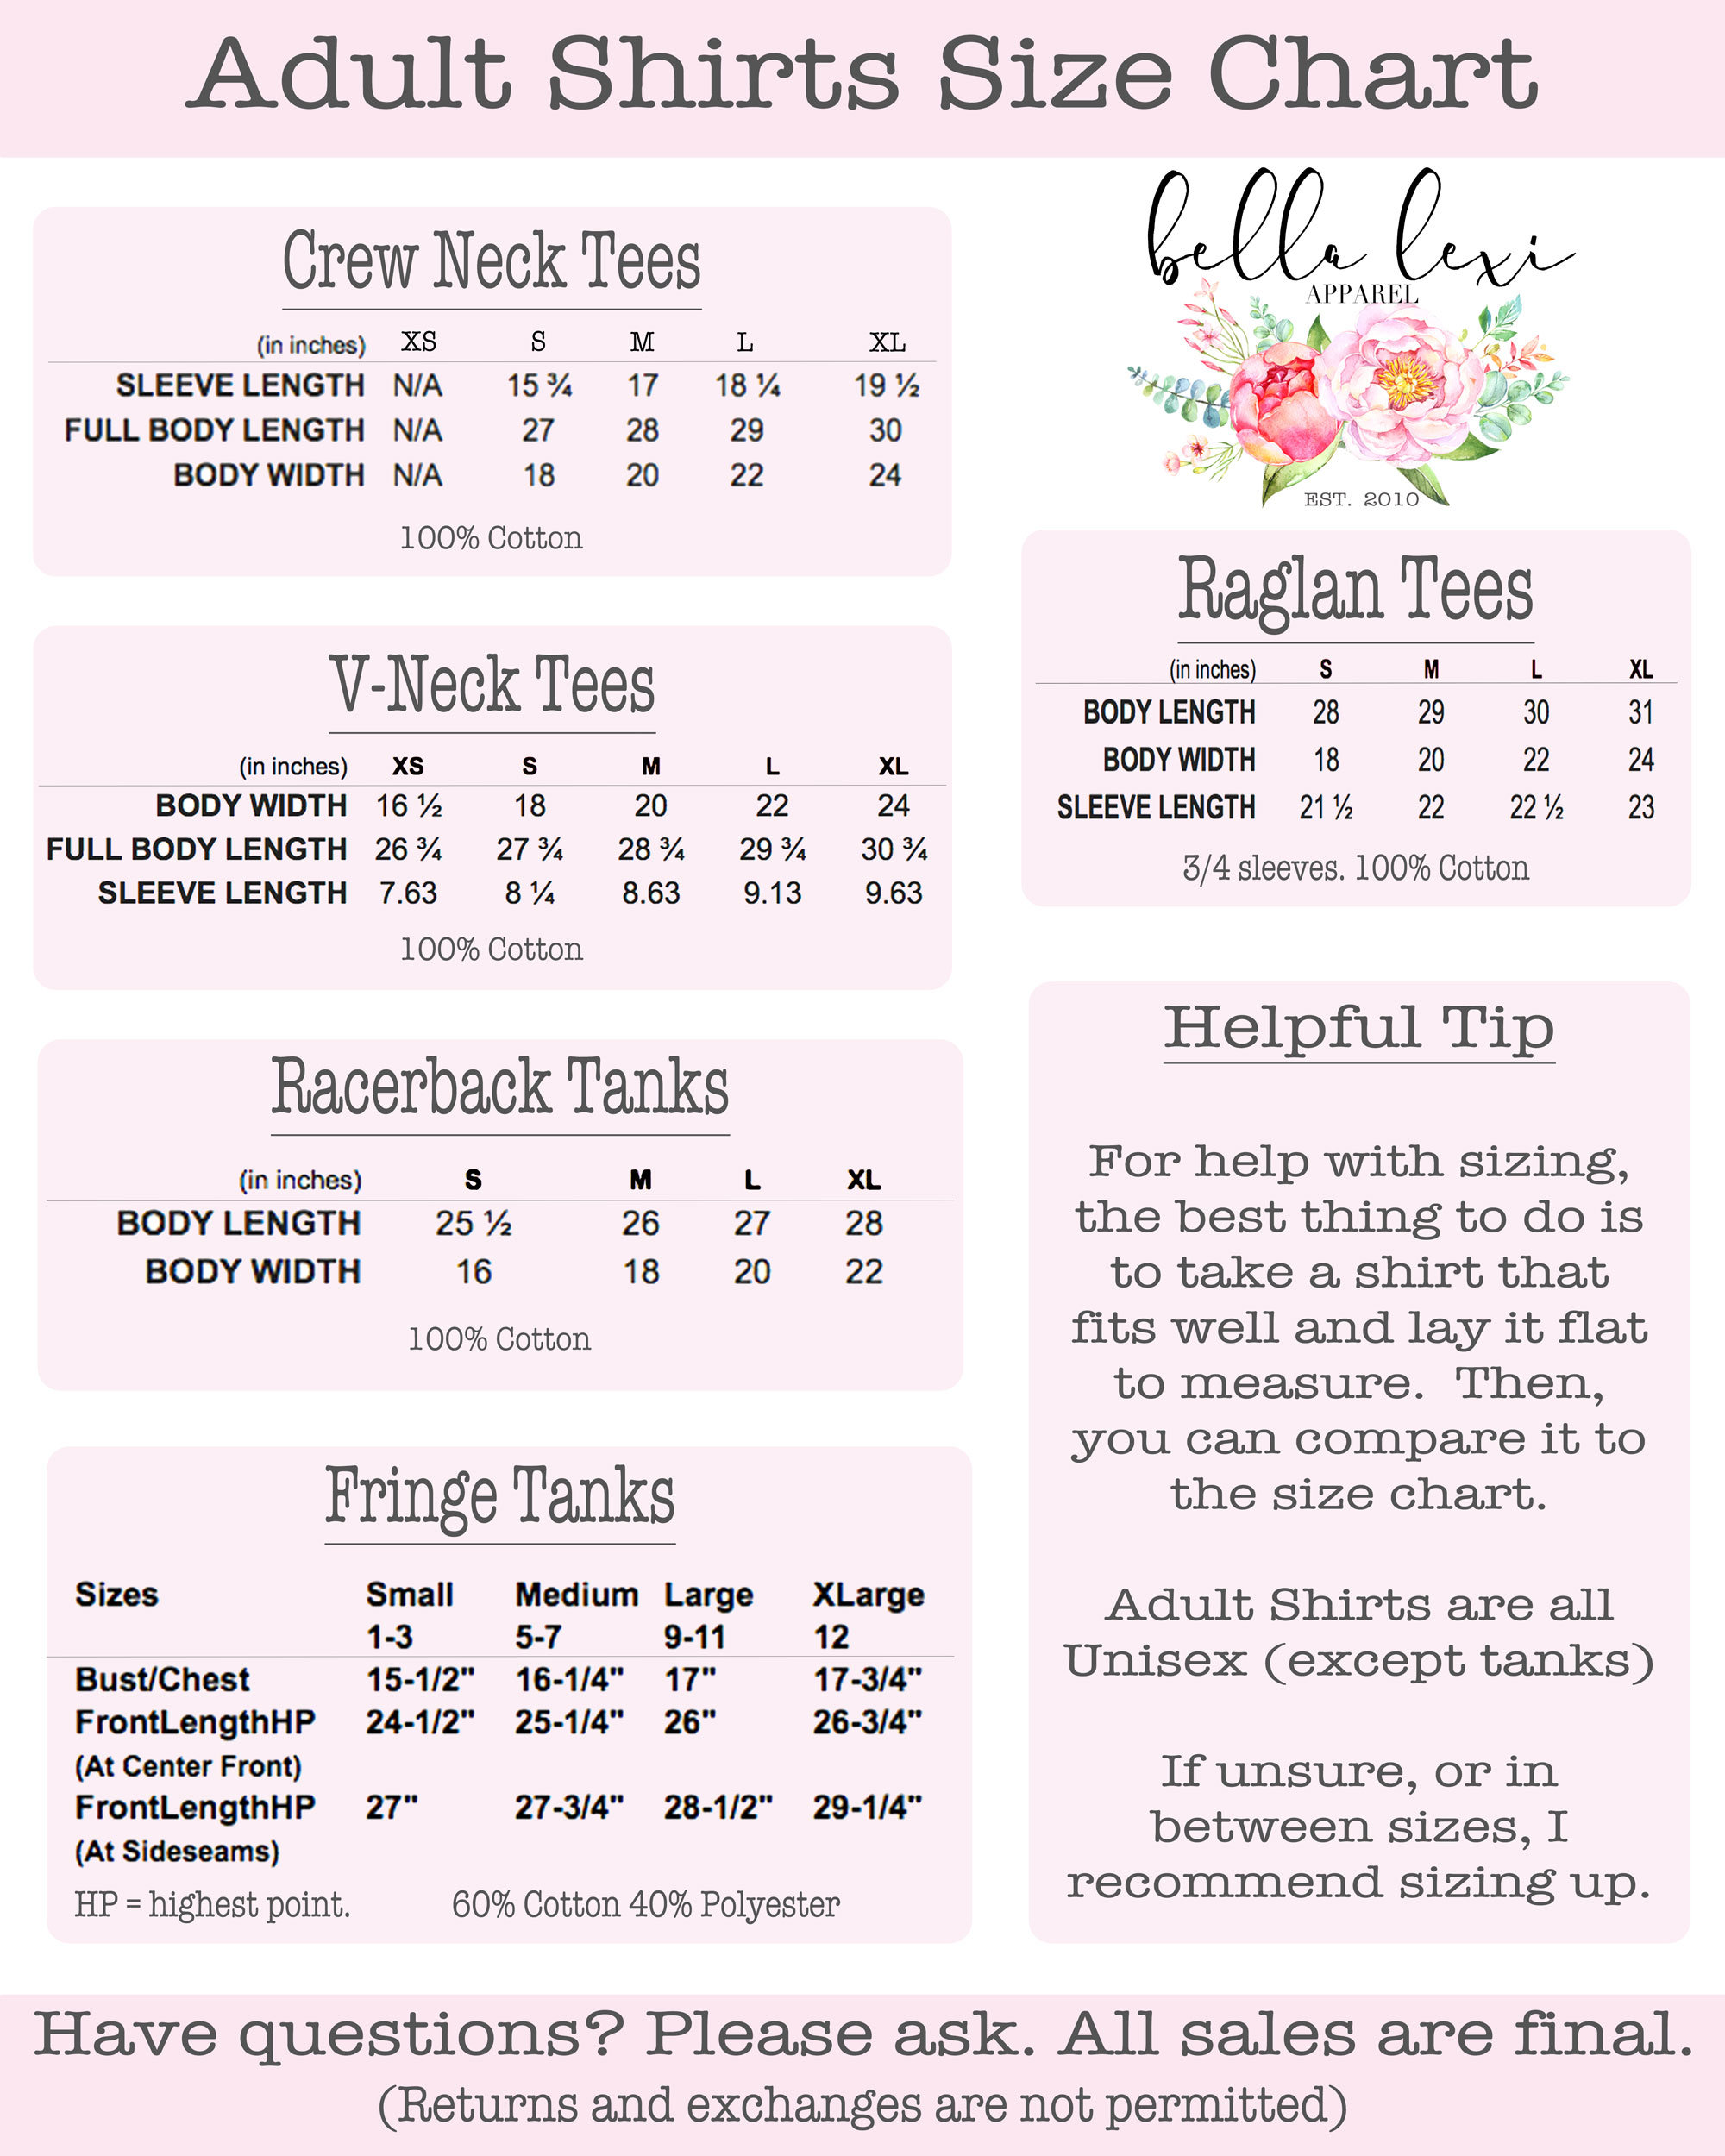 Adult Shirts Size Chart
bella lexi
APPAREL
EST. 2010
Crew Neck Tees
(in inches) XS S M L XL
SLEEVE LENGTH N/A 15 ¾ 17 18 ¼ 19 ½
FULL BODY LENGTH N/A 27 28 29 30
BODY WIDTH N/A 18 20 22 24
100% Cotton
V-Neck Tees
(in inches) XS S M L XL
BODY WIDTH 16 ½ 18 20 22 24
FULL BODY LENGTH 26 ¾ 27 ¾ 28 ¾ 29 ¾ 30 ¾
SLEEVE LENGTH 7.63 8 ¼ 8.63 9.13 9.63
100% Cotton
Racerback Tanks
(in inches) S M L XL
BODY LENGTH 25 ½ 26 27 28
BODY WIDTH 16 18 20 22
100% Cotton
Fringe Tanks
Sizes Small Medium Large XLarge
1-3 5-7 9-11 12
Bust/Chest 15-1/2" 16-1/4" 17" 17-3/4"
FrontLengthHP 24-1/2" 25-1/4" 26" 26-3/4"
(At Center Front)
FrontLengthHP 27" 27-3/4" 28-1/2" 29-1/4"
(At Sideseams)
HP = highest point. 60% Cotton 40% Polyester
Raglan Tees
(in inches) S M L XL
BODY LENGTH 28 29 30 31
BODY WIDTH 18 20 22 24
SLEEVE LENGTH 21 ½ 22 22 ½ 23
3/4 sleeves. 100% Cotton
Helpful Tip
For help with sizing,
the best thing to do is
to take a shirt that
fits well and lay it flat
to measure. Then,
you can compare it to
the size chart.
Adult Shirts are all
Unisex (except tanks)
If unsure, or in
between sizes, I
recommend sizing up.
Have questions? Please ask. All sales are final.
(Returns and exchanges are not permitted)